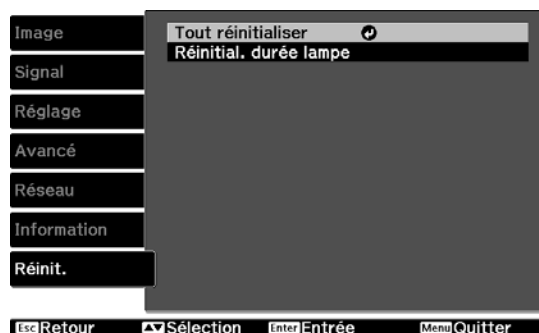 Image
Signal
Réglage
Avancé
Réseau
Information
Réinit.
Tout réinitialiser
Réinitial. durée lampe
Esc Retour Sélection Enter Entrée Menu Quitter